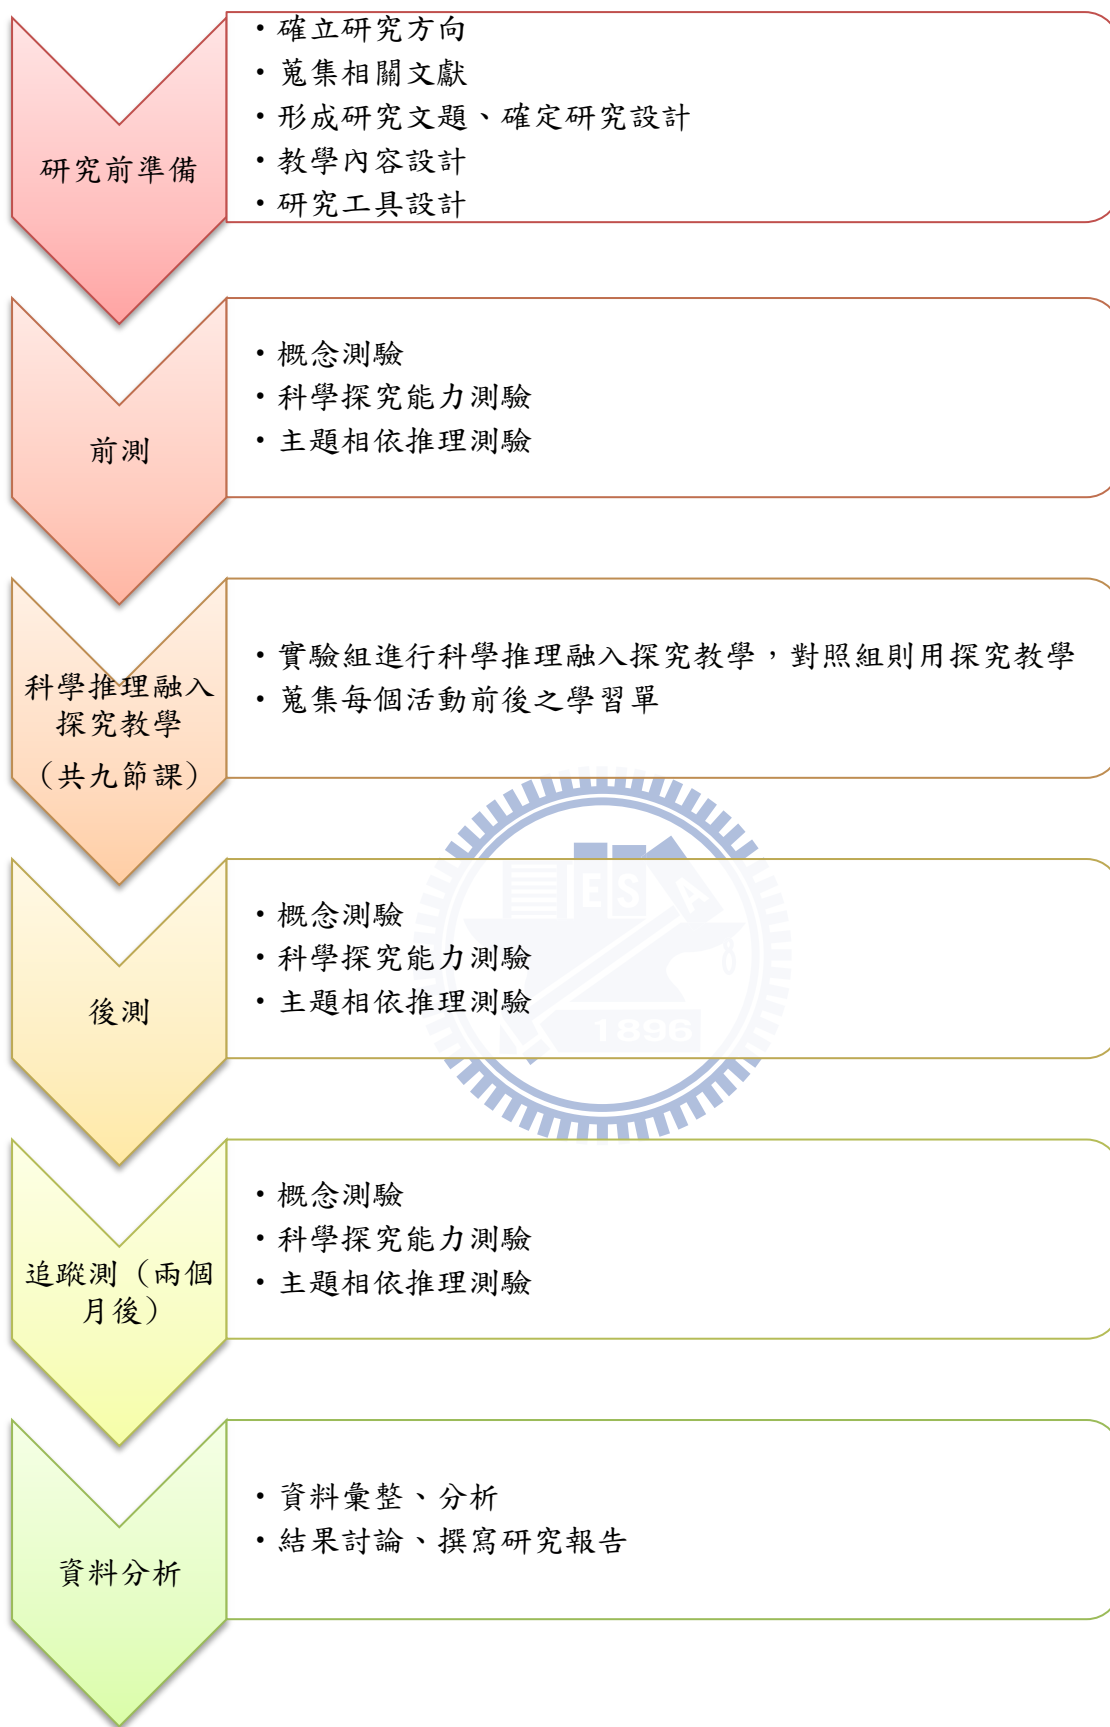 研究前準備
・確立研究方向
・蒐集相關文獻
・形成研究文題、確定研究設計
・教學內容設計
・研究工具設計
前測
・概念測驗
・科學探究能力測驗
・主題相依推理測驗
科學推理融入
探究教學
（共九節課）
・實驗組進行科學推理融入探究教學，對照組則用探究教學
・蒐集每個活動前後之學習單
後測
・概念測驗
・科學探究能力測驗
・主題相依推理測驗
ESA
1896
追蹤測（兩個
月後）
・概念測驗
・科學探究能力測驗
・主題相依推理測驗
資料分析
・資料彙整、分析
・結果討論、撰寫研究報告